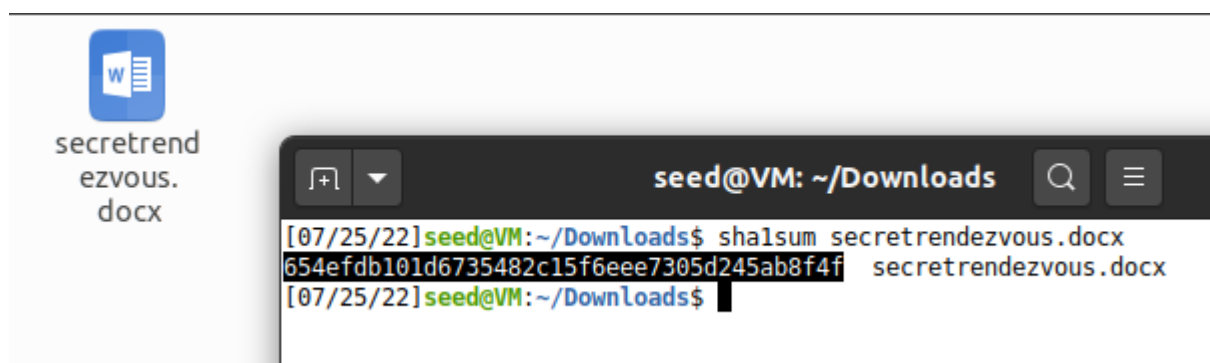 W
secretrend
ezvous.
docx
seed@VM: ~/Downloads
[07/25/22]seed@VM:~/Downloads$ sha1sum secretrendezvous.docx
654efdb101d6735482c15f6eee7305d245ab8f4f  secretrendezvous.docx
[07/25/22]seed@VM:~/Downloads$